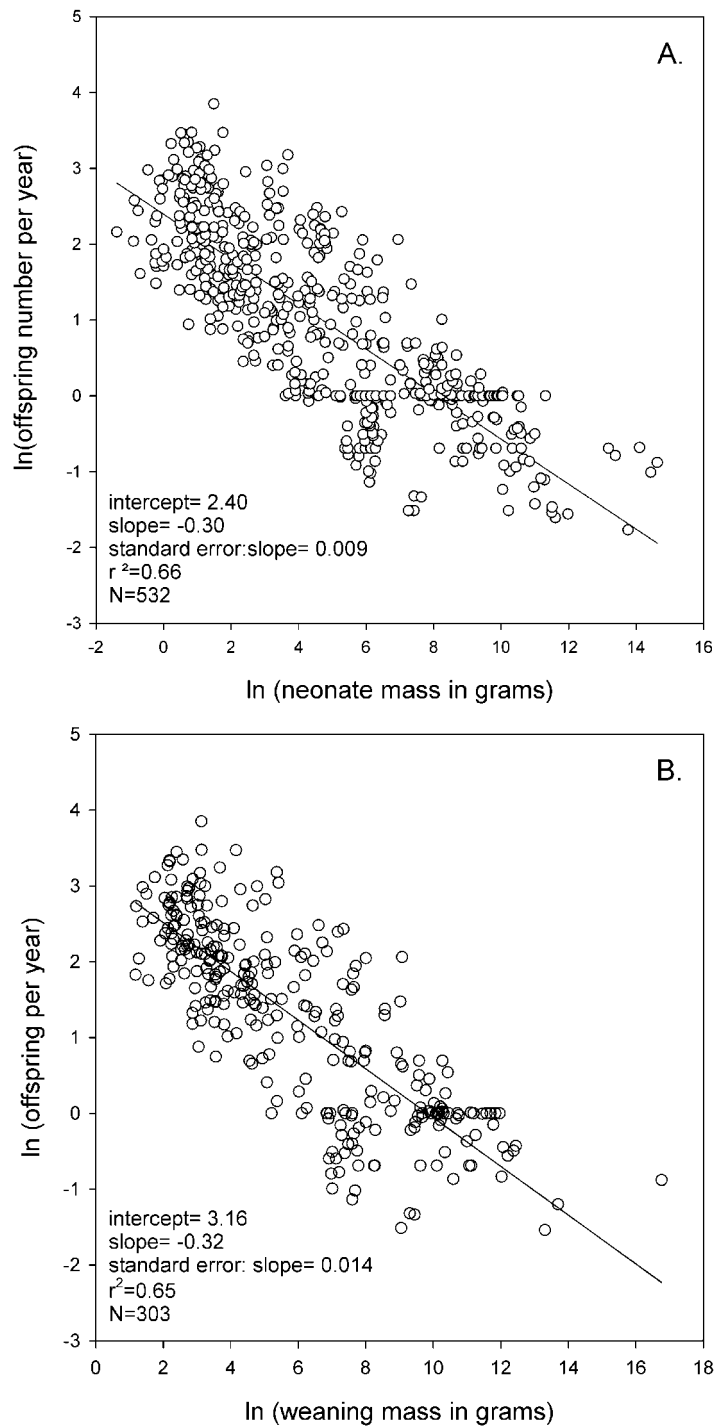 A.
5
4
3
2
1
0
-1
-2
-3
ln(offspring number per year)
intercept= 2.40
slope= -0.30
standard error:slope= 0.009
r ²=0.66
N=532
-2 0 2 4 6 8 10 12 14 16
ln (neonate mass in grams)
B.
5
4
3
2
1
0
-1
-2
-3
ln (offspring per year)
intercept= 3.16
slope= -0.32
standard error: slope= 0.014
r²=0.65
N=303
0 2 4 6 8 10 12 14 16 18
ln (weaning mass in grams)